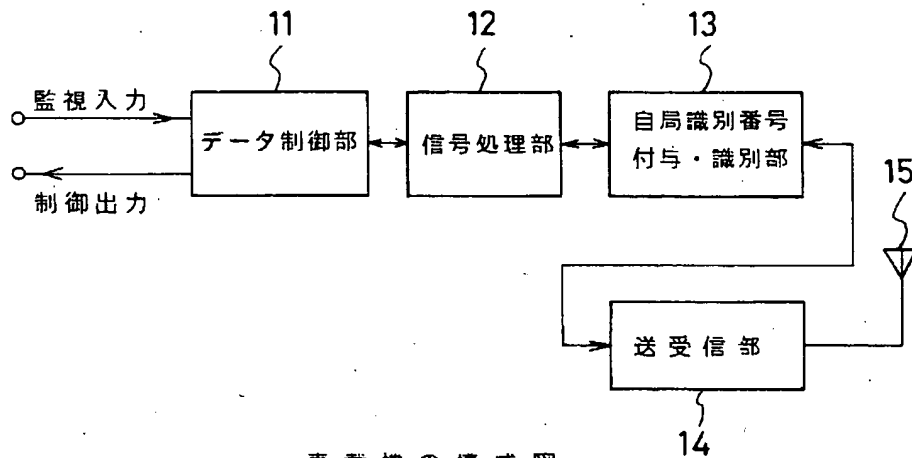 11
12
13
監視入力
データ制御部
信号処理部
自局識別番号
付与・識別部
15
制御出力
送受信部
14